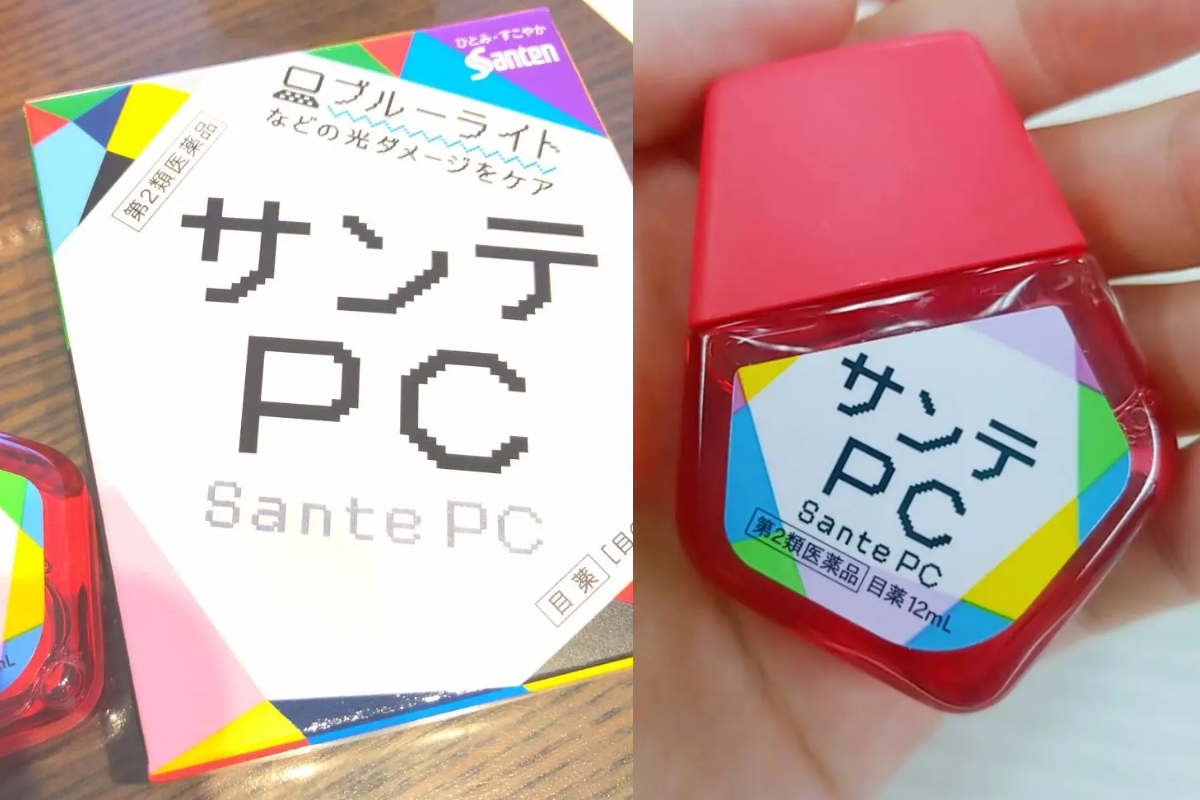 ひとみ・すこやか
Santen
ブルーライト
などの光ダメージをケア
第2類医薬品
サンテ
PC
Sante PC
目薬
サンテ
PC
Sante PC
第2類医薬品 目薬 12mL